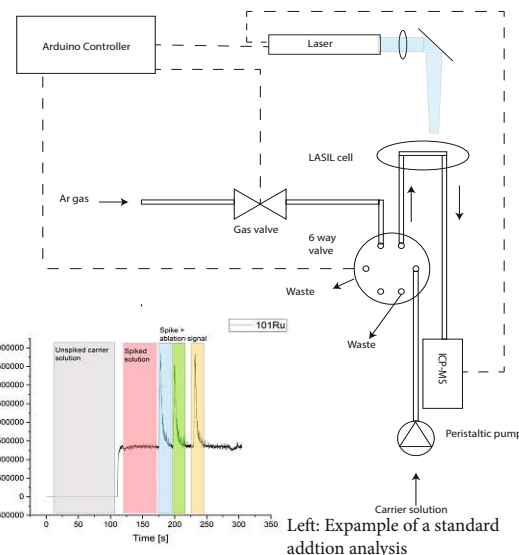 Arduino Controller
Laser
LASIL cell
Ar gas
Gas valve
6 way
valve
Waste
Waste
ICP-MS
Peristaltic pump
Carrier solution
101Ru
Spike +
ablation signal
Unspiked carrier
solution
Spiked
solution
0
0
50
100
150
200
250
300
350
Time [s]
Left: Expample of a standard
addtion analysis